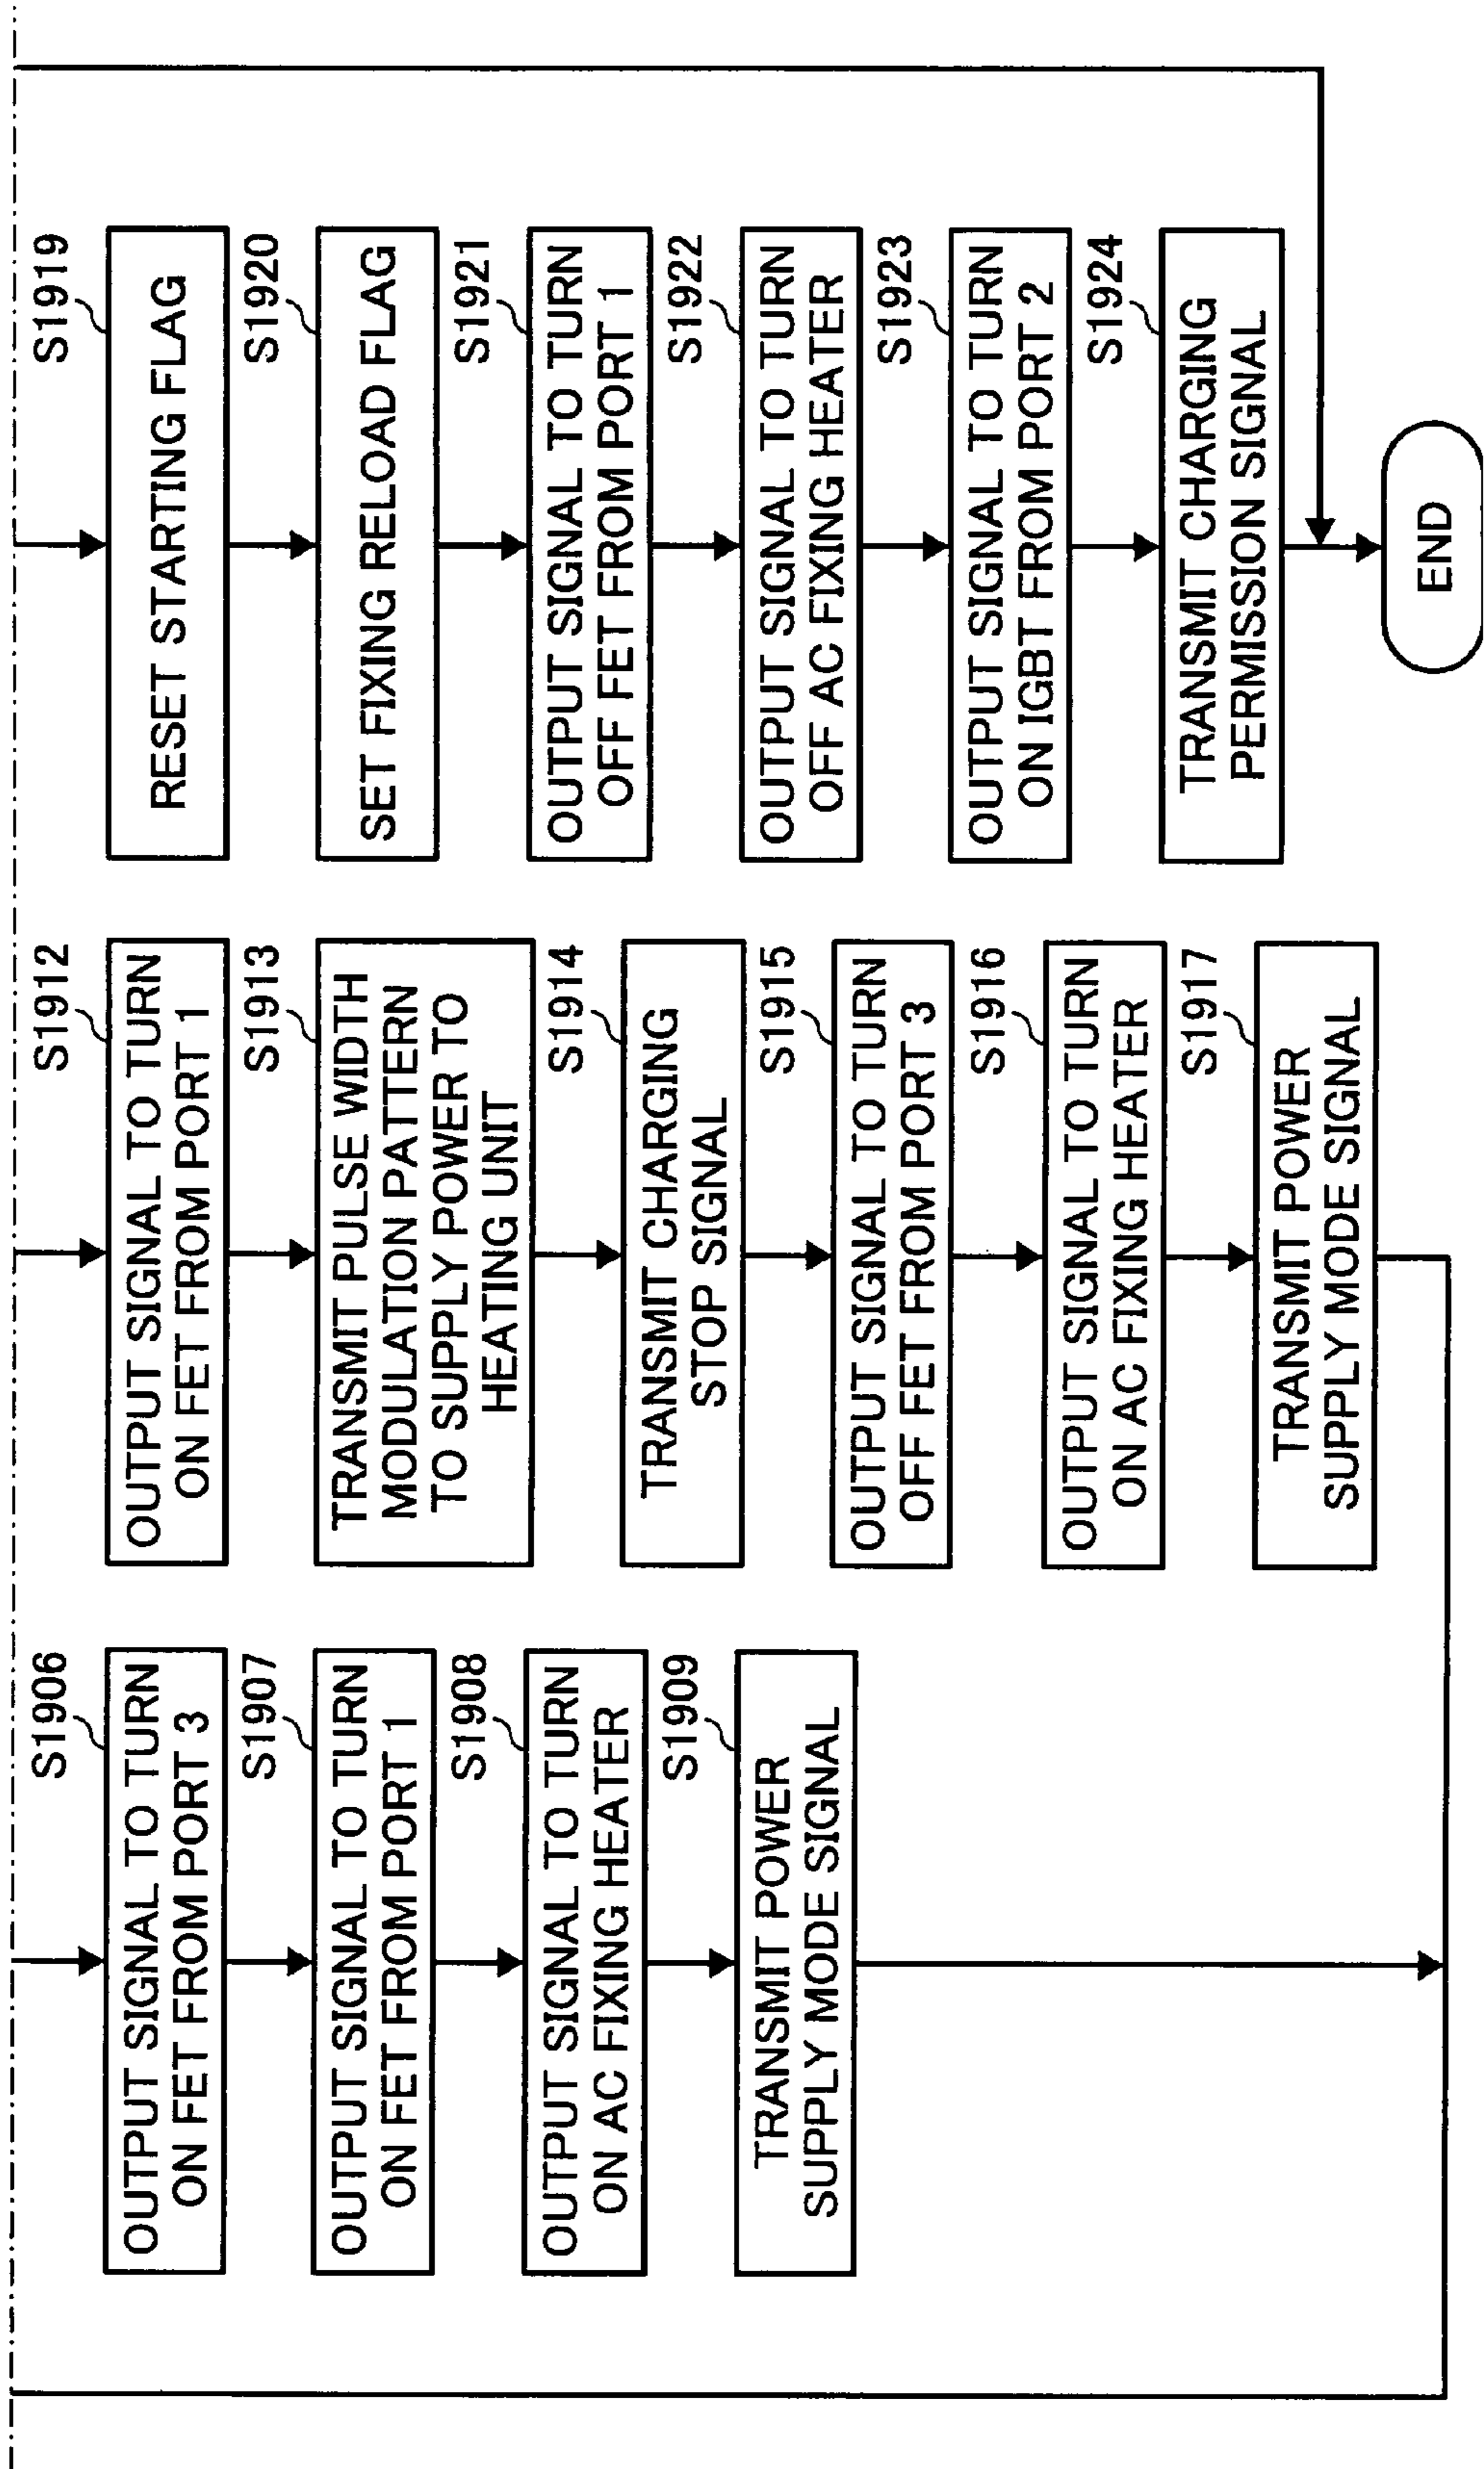 S1906
OUTPUT SIGNAL TO TURN
ON FET FROM PORT 3
S1907
OUTPUT SIGNAL TO TURN
ON FET FROM PORT 1
S1908
OUTPUT SIGNAL TO TURN
ON AC FIXING HEATER
S1909
TRANSMIT POWER
SUPPLY MODE SIGNAL
S1912
OUTPUT SIGNAL TO TURN
ON FET FROM PORT 1
S1913
TRANSMIT PULSE WIDTH
MODULATION PATTERN
TO SUPPLY POWER TO
HEATING UNIT
S1914
TRANSMIT CHARGING
STOP SIGNAL
S1915
OUTPUT SIGNAL TO TURN
OFF FET FROM PORT 3
S1916
OUTPUT SIGNAL TO TURN
ON AC FIXING HEATER
S1917
TRANSMIT POWER
SUPPLY MODE SIGNAL
S1919
RESET STARTING FLAG
S1920
SET FIXING RELOAD FLAG
S1921
OUTPUT SIGNAL TO TURN
OFF FET FROM PORT 1
S1922
OUTPUT SIGNAL TO TURN
OFF AC FIXING HEATER
S1923
OUTPUT SIGNAL TO TURN
ON IGBT FROM PORT 2
S1924
TRANSMIT CHARGING
PERMISSION SIGNAL
END